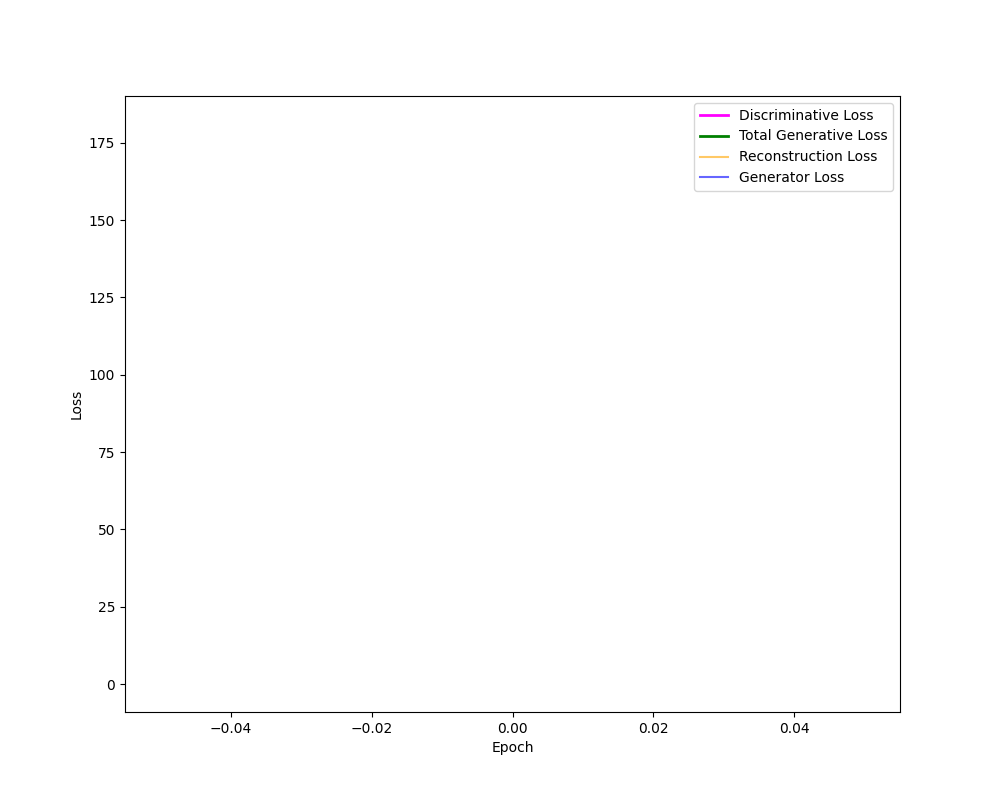 Discriminative Loss
Total Generative Loss
Reconstruction Loss
Generator Loss
175
150
125
100
75
50
25
0
Loss
−0.04
−0.02
0.00
0.02
0.04
Epoch